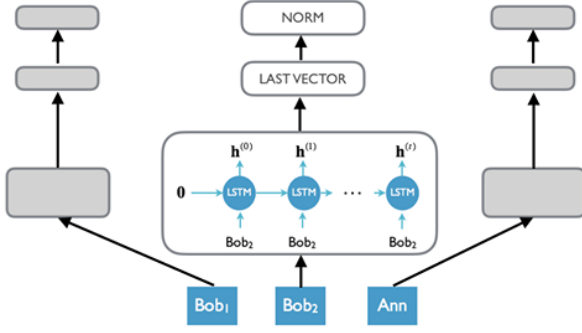 NORM
LAST VECTOR
h(0) h(1) h(t)
0 LSTM LSTM ... LSTM
Bob2 Bob2 Bob2
Bob1 Bob2 Ann